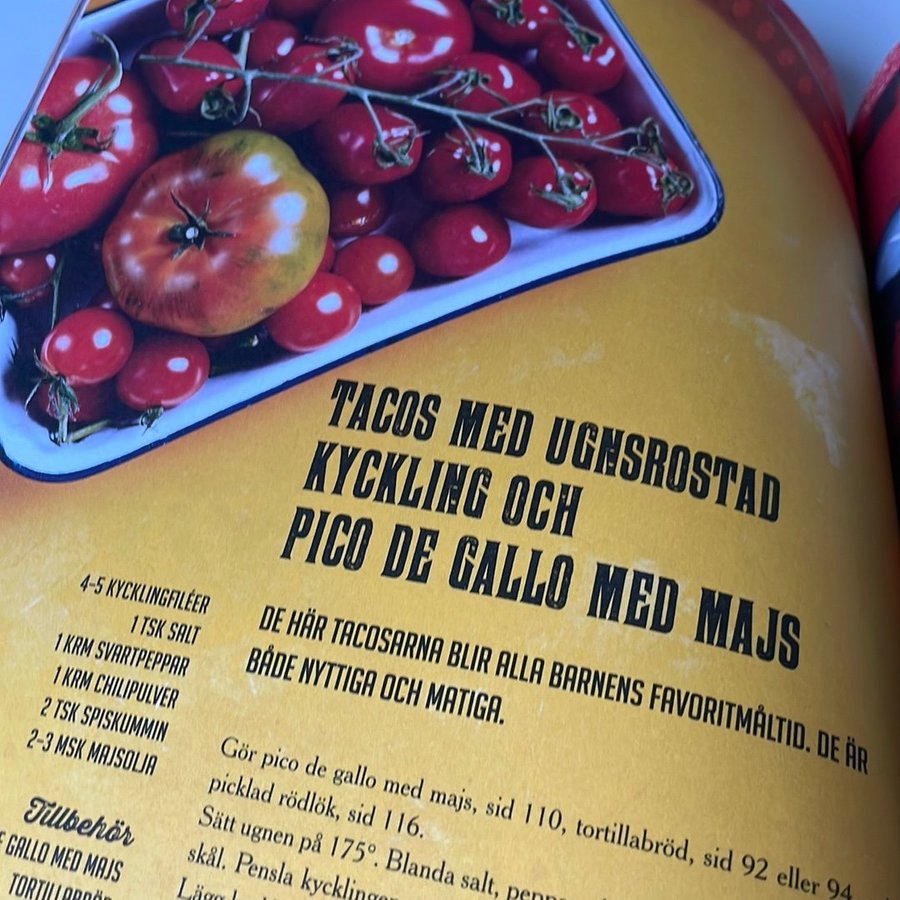 TACOS MED UGNSROSTAD
KYCKLING OCH
PICO DE GALLO MED MAJS
DE HÄR TACOSARNA BLIR ALLA BARNENS FAVORITMÅLTID. DE ÄR
BÅDE NYTTIGA OCH MATIGA.
4–5 KYCKLINGFILÉER
1 TSK SALT
1 KRM SVARTPEPPAR
1 KRM CHILIPULVER
2 TSK SPISKUMMIN
2–3 MSK MAJSOLJA
Tillbehör
GALLO MED MAJS
Gör pico de gallo med majs, sid 110, tortillabröd, sid 92 eller 94
picklad rödlök, sid 116.
Sätt ugnen på 175°. Blanda salt,
skål. Pensla